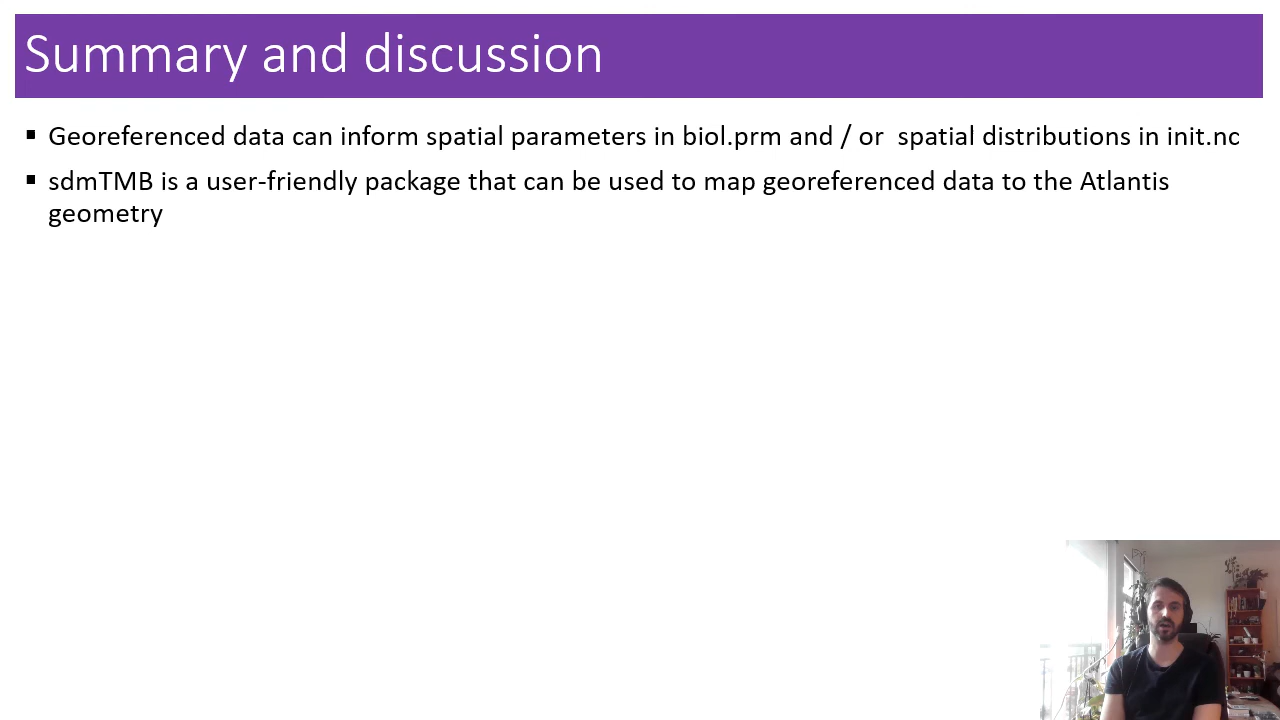 Summary and discussion
▪ Georeferenced data can inform spatial parameters in biol.prm and / or spatial distributions in init.nc
▪ sdmTMB is a user-friendly package that can be used to map georeferenced data to the Atlantis
geometry